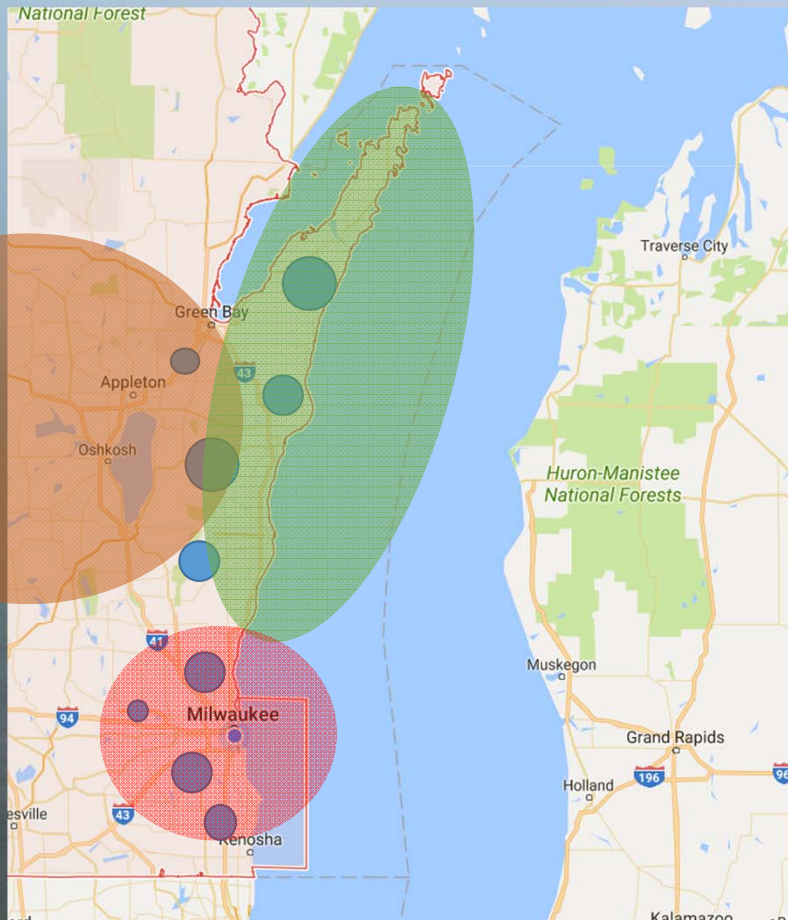 National Forest
Traverse City
Green Bay
43
Appleton
Oshkosh
Huron-Manistee
National Forests
41
Muskegon
94
Milwaukee
Grand Rapids
196
96
Holland
43
esville
Kenosha
Kalamazoo